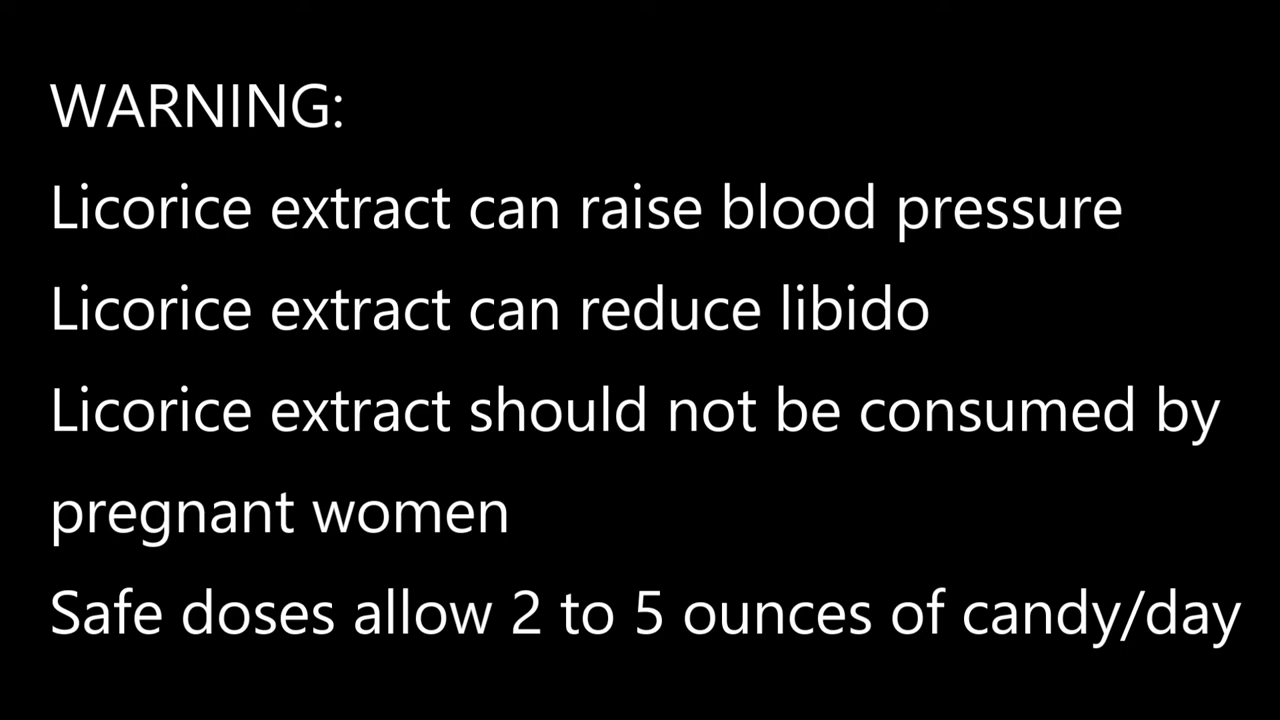 WARNING:
Licorice extract can raise blood pressure
Licorice extract can reduce libido
Licorice extract should not be consumed by
pregnant women
Safe doses allow 2 to 5 ounces of candy/day